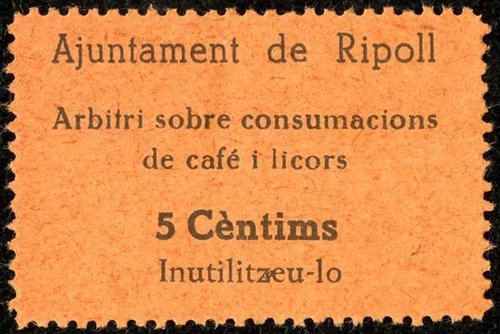 Ajuntament de Ripoll
Arbitri sobre consumacions
de café i licors
5 Cèntims
Inutilitzeu-lo